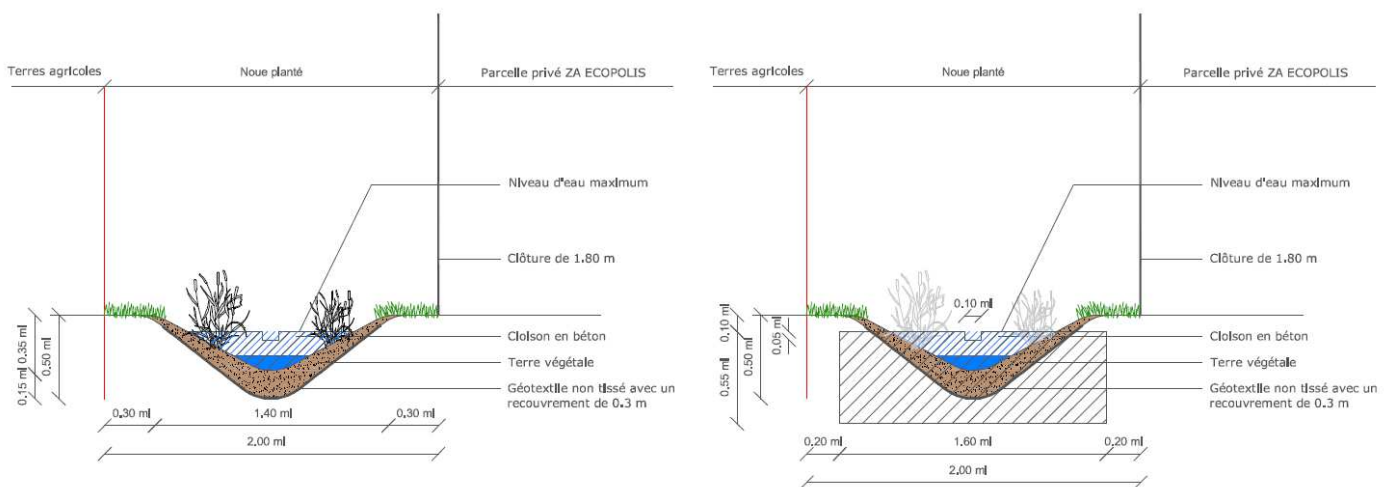 Terres agricoles
Noue planté
Parcelle privé ZA ECOPOLIS
Niveau d'eau maximum
Clôture de 1.80 m
Cloison en béton
Terre végétale
Géotextile non tissé avec un
recouvrement de 0.3 m
0.35 ml
0.15 ml
0.50 ml
0.30 ml
1.40 ml
0.30 ml
2.00 ml
Terres agricoles
Noue planté
Parcelle privé ZA ECOPOLIS
Niveau d'eau maximum
Clôture de 1.80 m
0.10 ml
Cloison en béton
Terre végétale
Géotextile non tissé avec un
recouvrement de 0.3 m
0.10 ml
0.55 ml
0.50 ml
0.05 ml
0.20 ml
1.60 ml
0.20 ml
2.00 ml